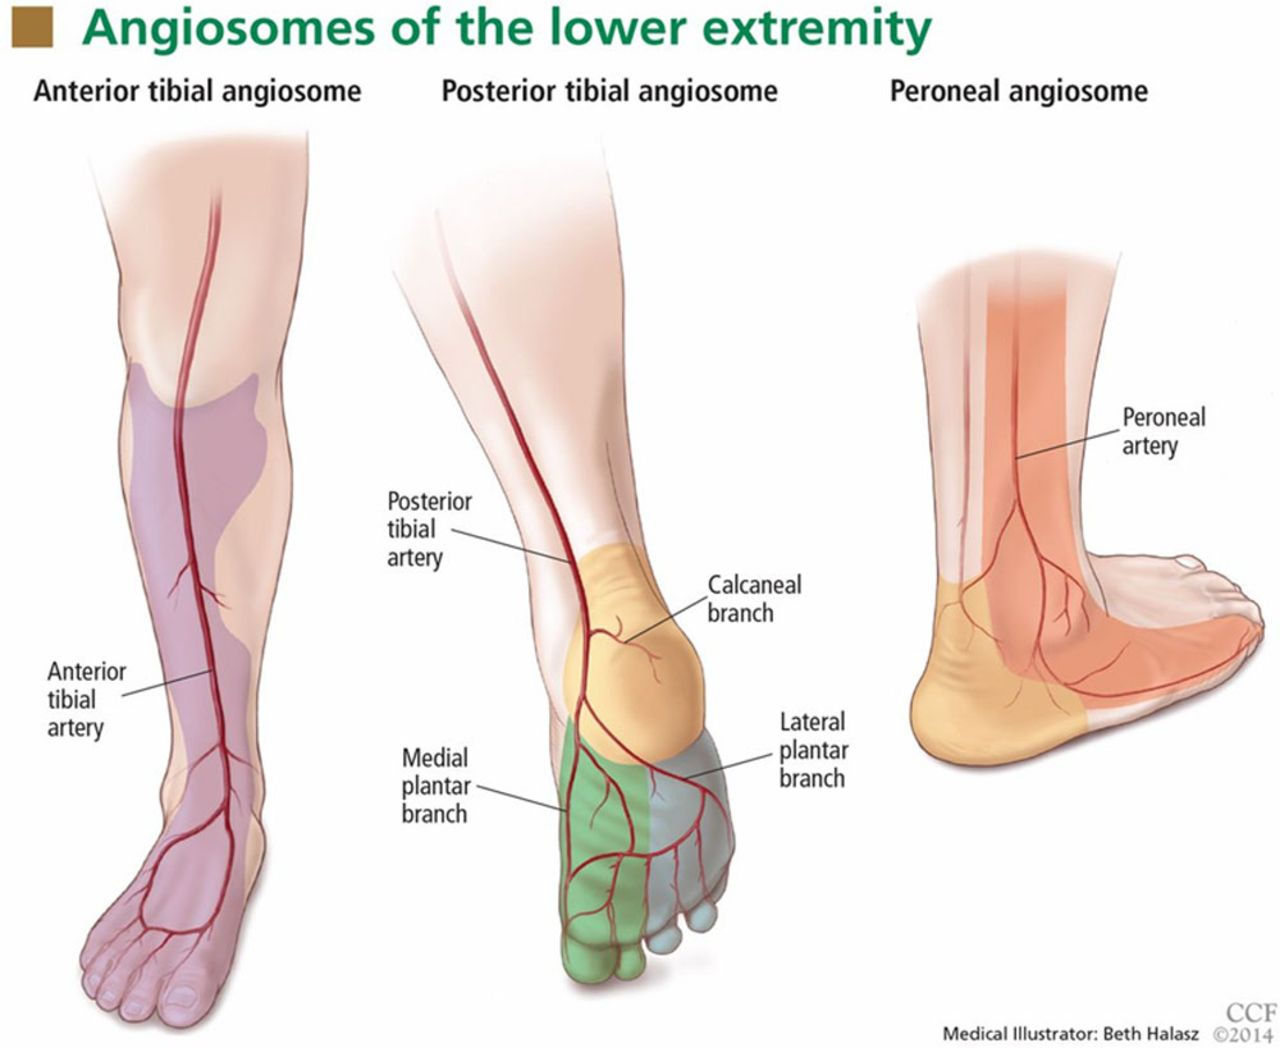 Angiosomes of the lower extremity
Anterior tibial angiosome
Posterior tibial angiosome
Peroneal angiosome
Anterior
tibial
artery
Posterior
tibial
artery
Calcaneal
branch
Medial
plantar
branch
Lateral
plantar
branch
Peroneal
artery
CCF
Medical Illustrator: Beth Halasz ©2014